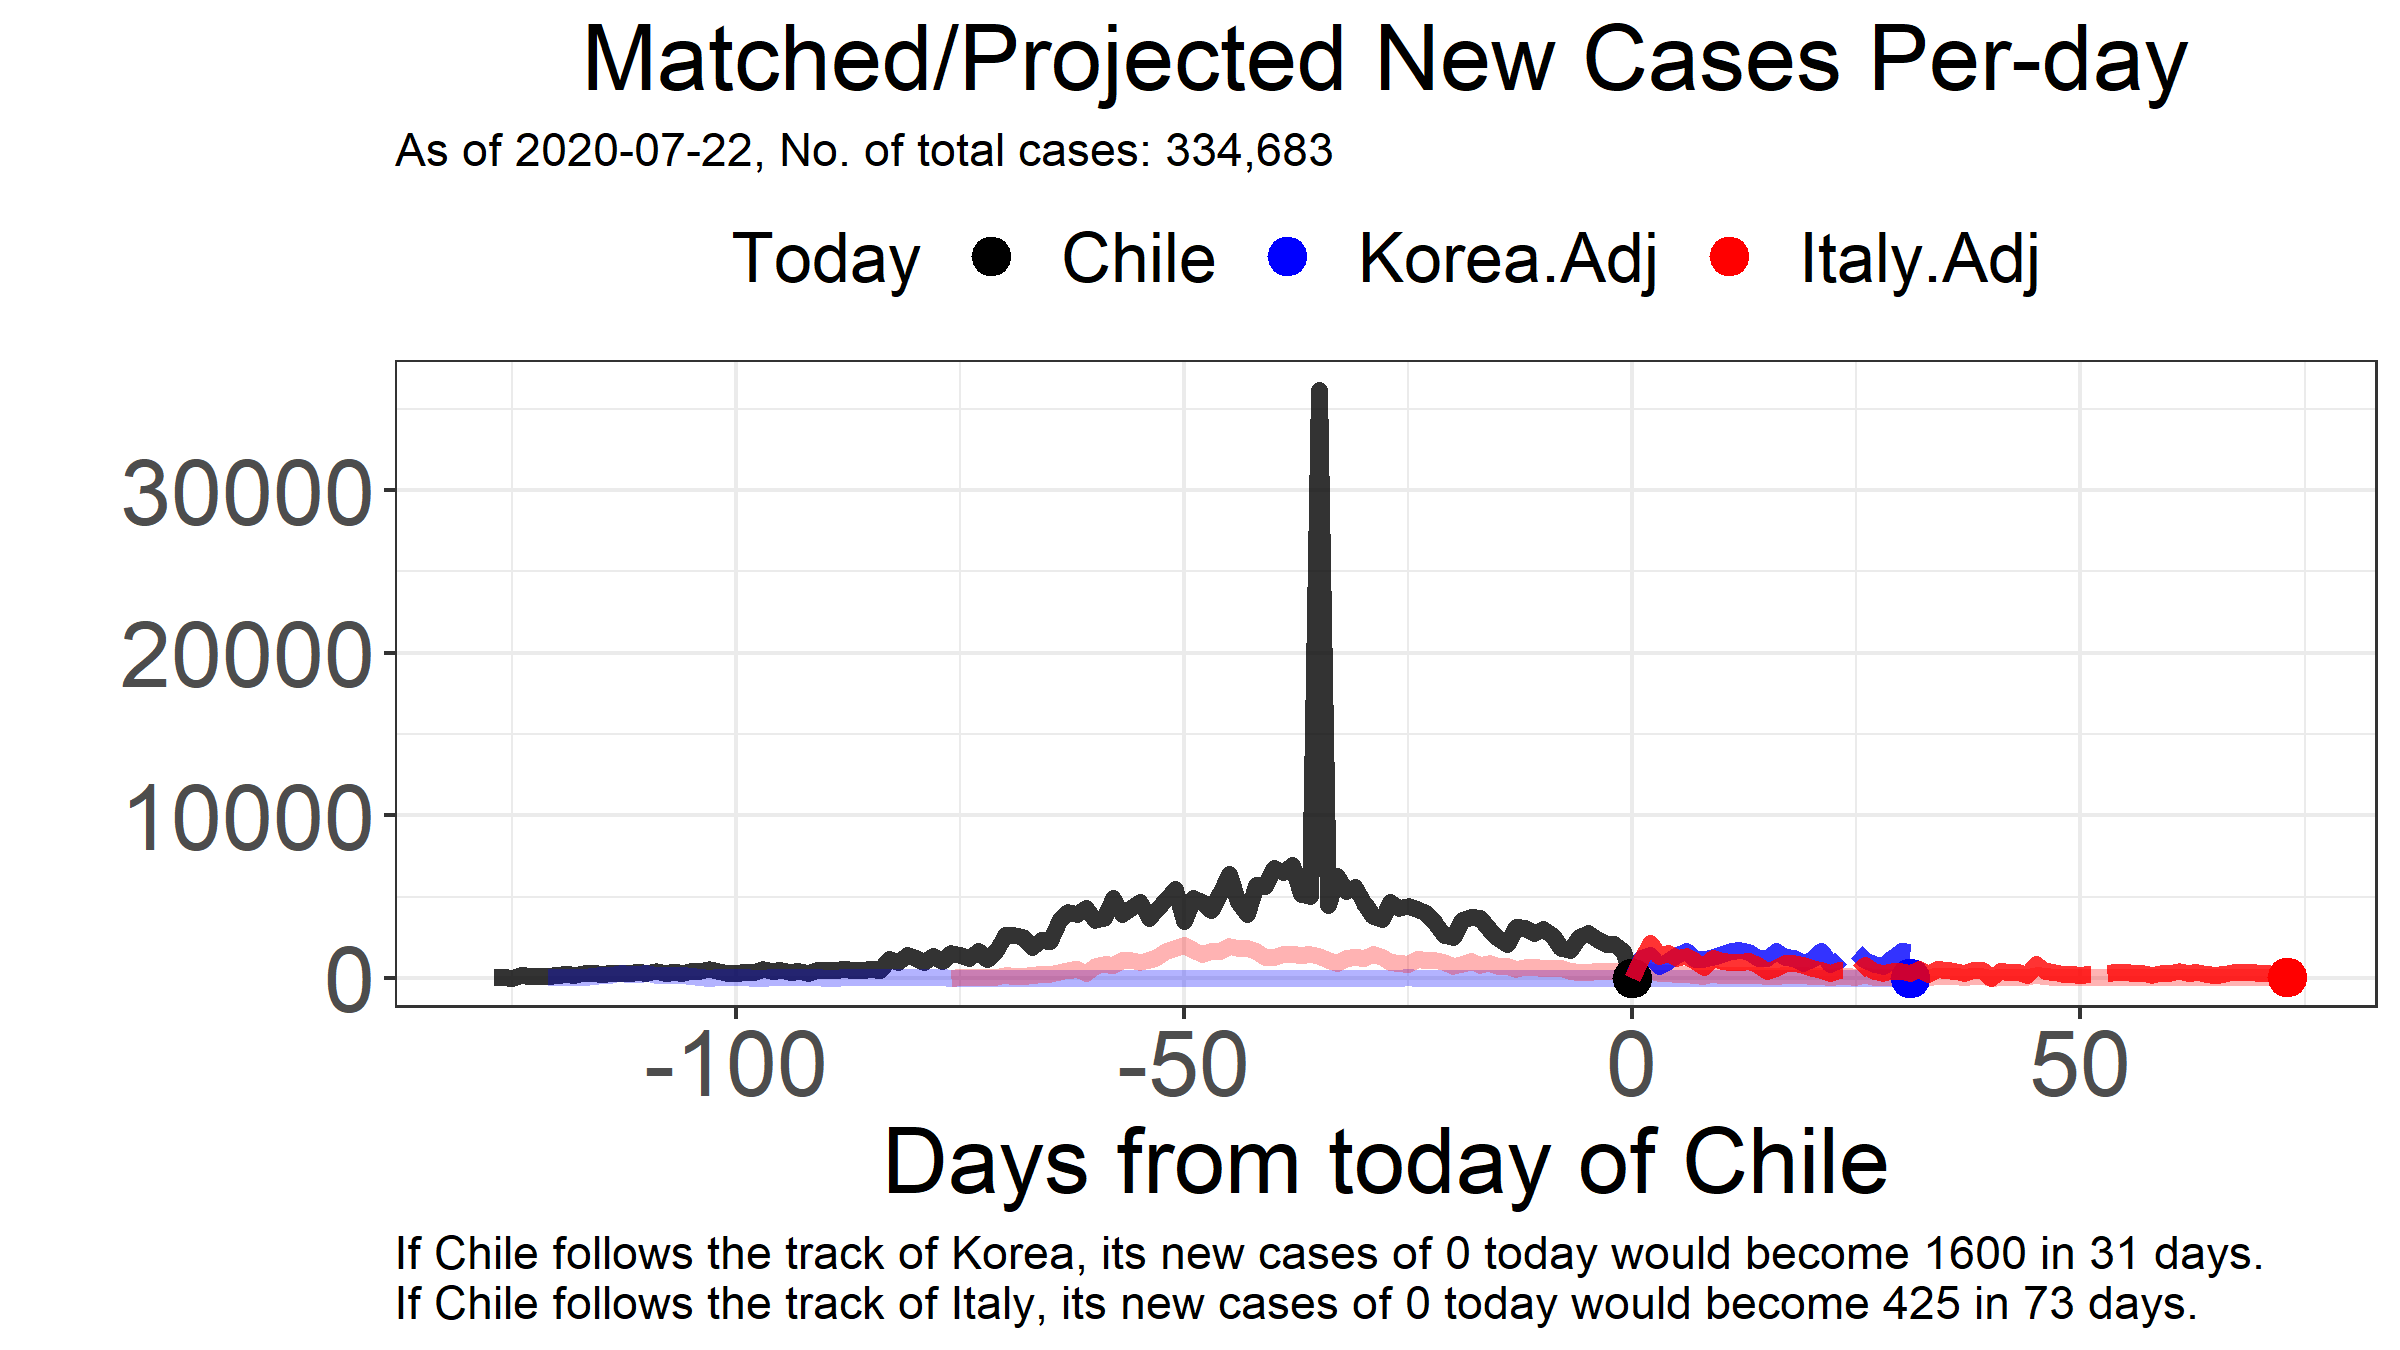 Matched/Projected New Cases Per-day
As of 2020-07-22, No. of total cases: 334,683
Today Chile Korea.Adj Italy.Adj
30000
20000
10000
0
-100 -50 0 50
Days from today of Chile
If Chile follows the track of Korea, its new cases of 0 today would become 1600 in 31 days.
If Chile follows the track of Italy, its new cases of 0 today would become 425 in 73 days.